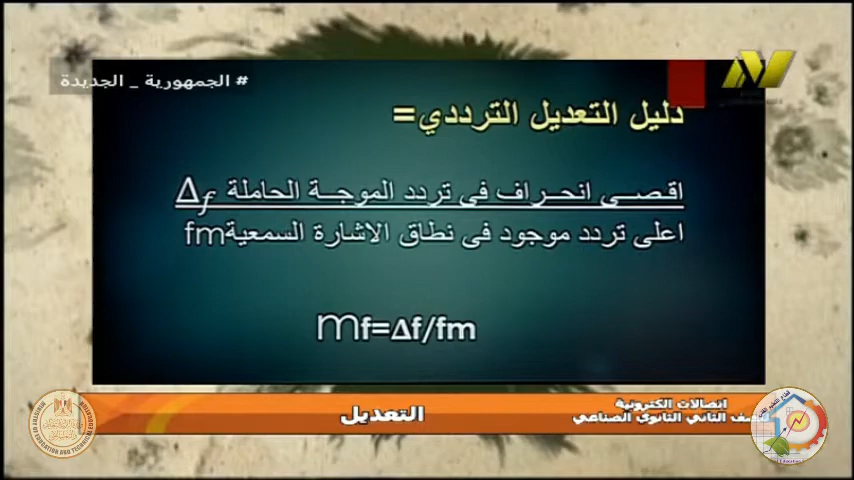 # الجمهورية _ الجديدة
دليل التعديل الترددي=
اقصى انحراف فى تردد الموجة الحاملة Δf
اعلى تردد موجود فى نطاق الاشارة السمعيةfm
mf=Δf/fm
اتصالات الكترونية
الثاني الثانوي الصناعي
التعديل